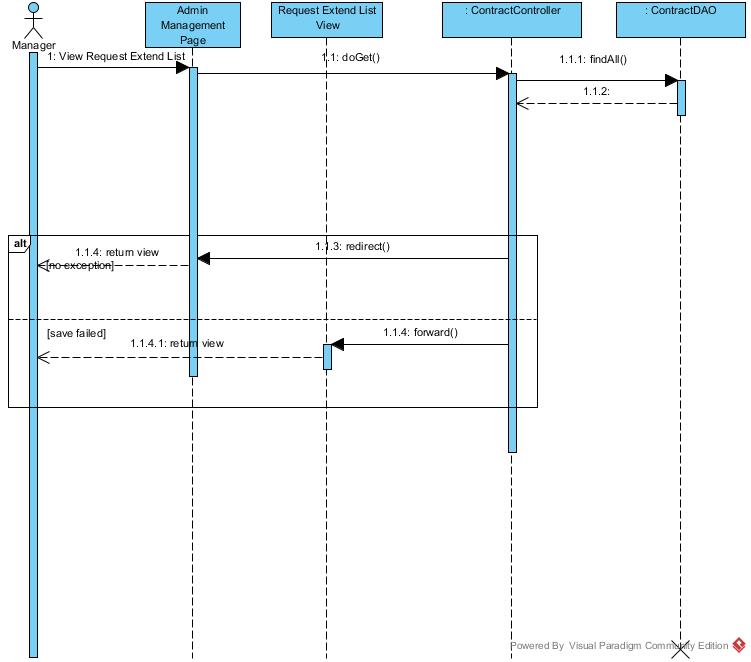 Manager
Admin
Management
Page
Request Extend List
View
: ContractController
: ContractDAO
1: View Request Extend List
1.1: doGet()
1.1.1: findAll()
1.1.2:
alt
1.1.3: redirect()
1.1.4: return view
[no exception]
[save failed]
1.1.4: forward()
1.1.4.1: return view
Powered By Visual Paradigm Community Edition